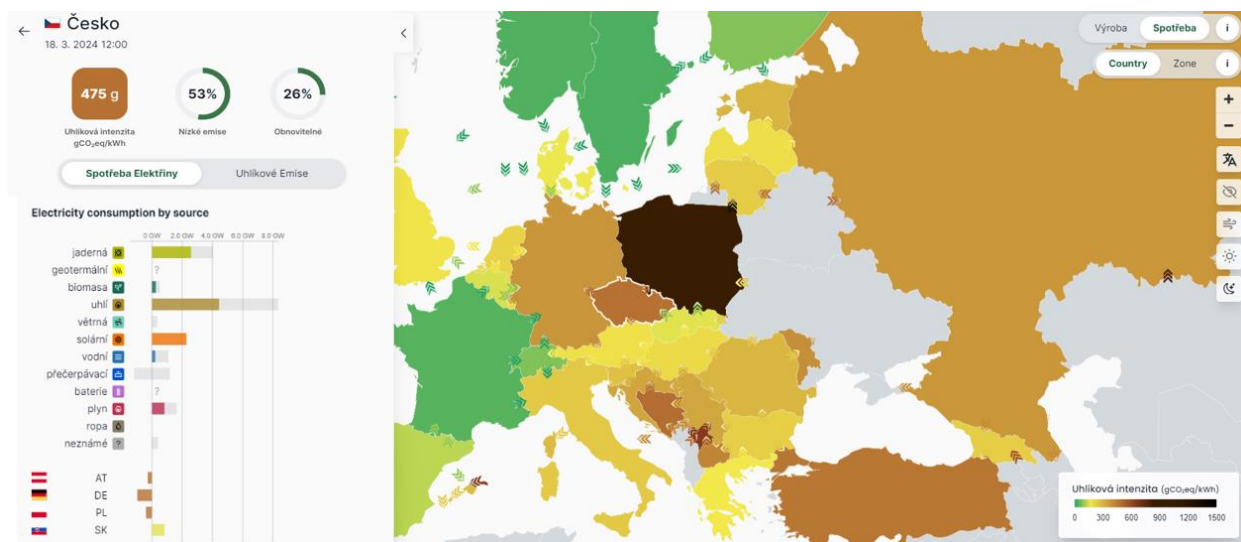 Česko
18. 3. 2024 12:00
475 g
53%
26%
Uhlíková intenzita
gCO₂eq/kWh
Nízké emise
Obnovitelné
Spotřeba Elektřiny
Uhlíkové Emise
Electricity consumption by source
0 GW 2.0 GW 4.0 GW 6.0 GW 8.0 GW
jaderná
geotermální ?
biomasa
uhlí
větrná
solární
vodní
přečerpávací
baterie ?
plyn
ropa
neznámé ?
AT
DE
PL
SK
Výroba Spotřeba i
Country Zone i
+
−
Uhlíková intenzita (gCO₂eq/kWh)
0 300 600 900 1200 1500